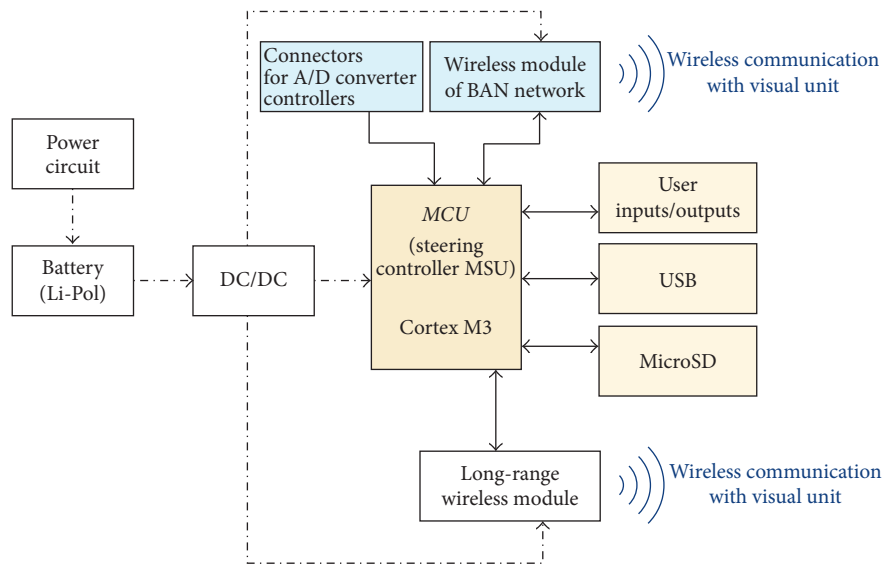 Connectors
for A/D converter
controllers
Wireless module
of BAN network
Wireless communication
with visual unit
Power
circuit
MCU
(steering
controller MSU)
Cortex M3
User
inputs/outputs
Battery
(Li-Pol)
DC/DC
USB
MicroSD
Long-range
wireless module
Wireless communication
with visual unit